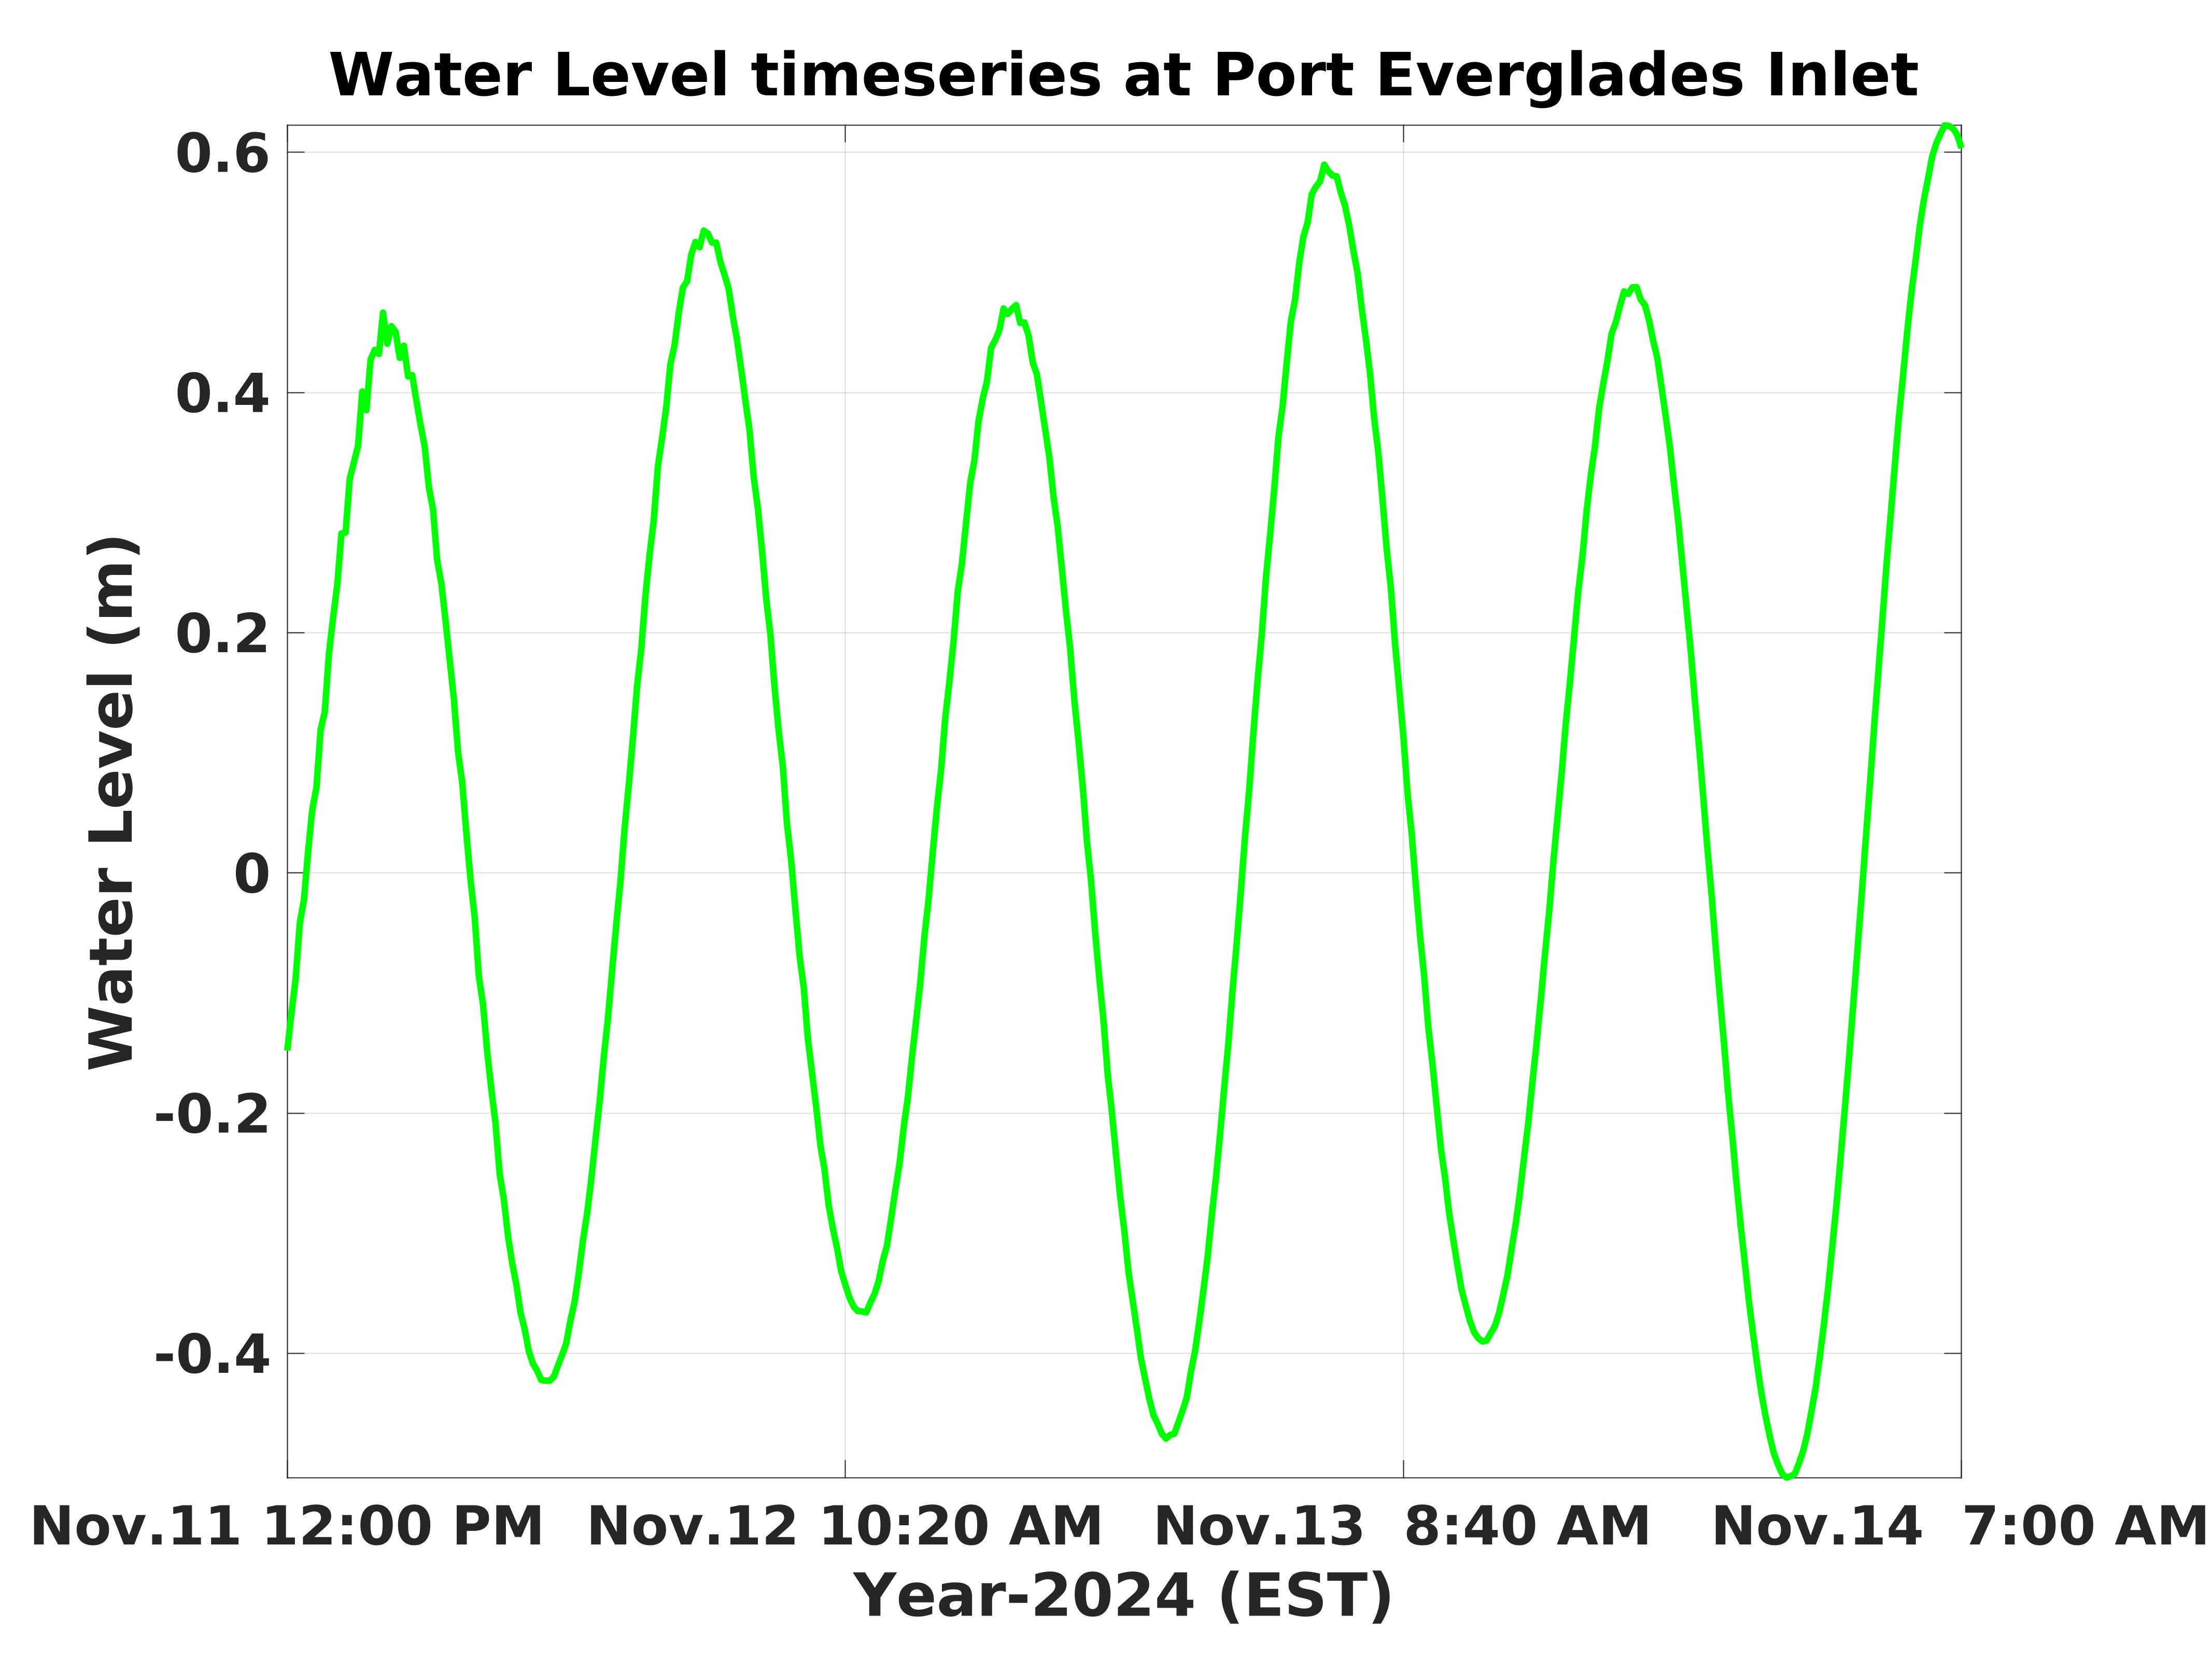 Water Level timeseries at Port Everglades Inlet
0.6
0.4
0.2
0
-0.2
-0.4
Water Level (m)
Nov.11 12:00 PM Nov.12 10:20 AM Nov.13 8:40 AM Nov.14 7:00 AM
Year-2024 (EST)